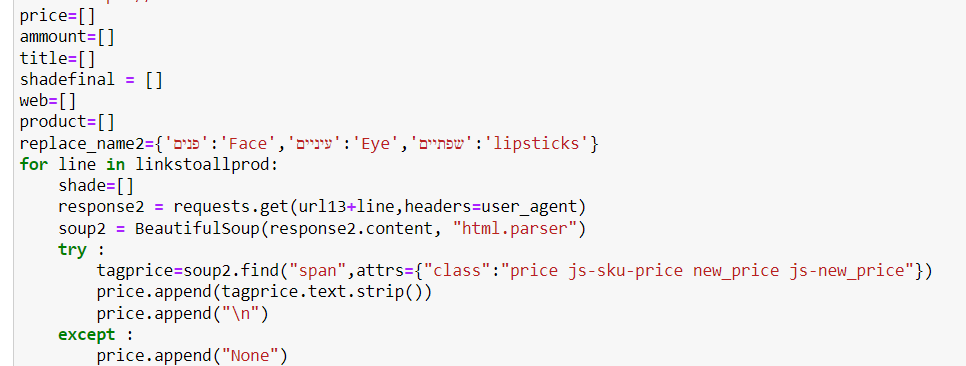 price=[]
ammount=[]
title=[]
shadefinal = []
web=[]
product=[]
replace_name2={'פנים':'Face','עיניים':'Eye','שפתיים':'lipsticks'}
for line in linkstoallprod:
    shade=[]
    response2 = requests.get(url13+line,headers=user_agent)
    soup2 = BeautifulSoup(response2.content, "html.parser")
    try :
        tagprice=soup2.find("span",attrs={"class":"price js-sku-price new_price js-new_price"})
        price.append(tagprice.text.strip())
        price.append("\n")
    except :
        price.append("None")